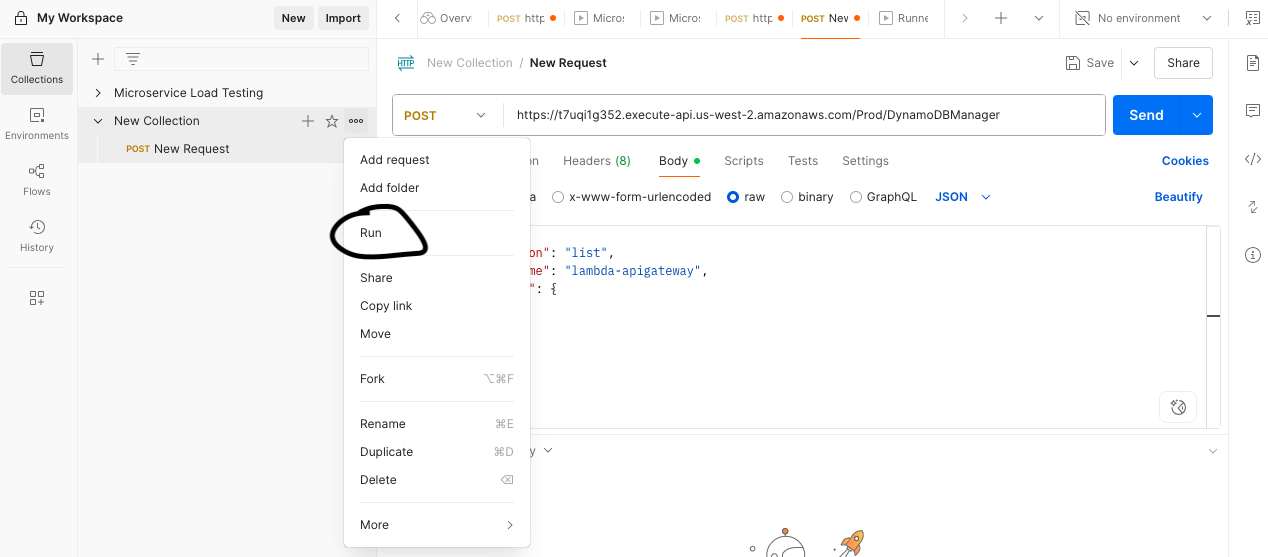 My Workspace
New
Import
Overvi
POST http
Micros
Micros
POST http
POST New
Runne
No environment
Collections
Environments
Flows
History
Microservice Load Testing
New Collection
POST New Request
HTTP
New Collection / New Request
Save
Share
POST
https://t7uqi1g352.execute-api.us-west-2.amazonaws.com/Prod/DynamoDBManager
Send
on
Headers (8)
Body
Scripts
Tests
Settings
Cookies
a
x-www-form-urlencoded
raw
binary
GraphQL
JSON
Beautify
on": "list",
me": "lambda-apigateway",
": {
y
Add request
Add folder
Run
Share
Copy link
Move
Fork ⌥⌘F
Rename ⌘E
Duplicate ⌘D
Delete ⌫
More